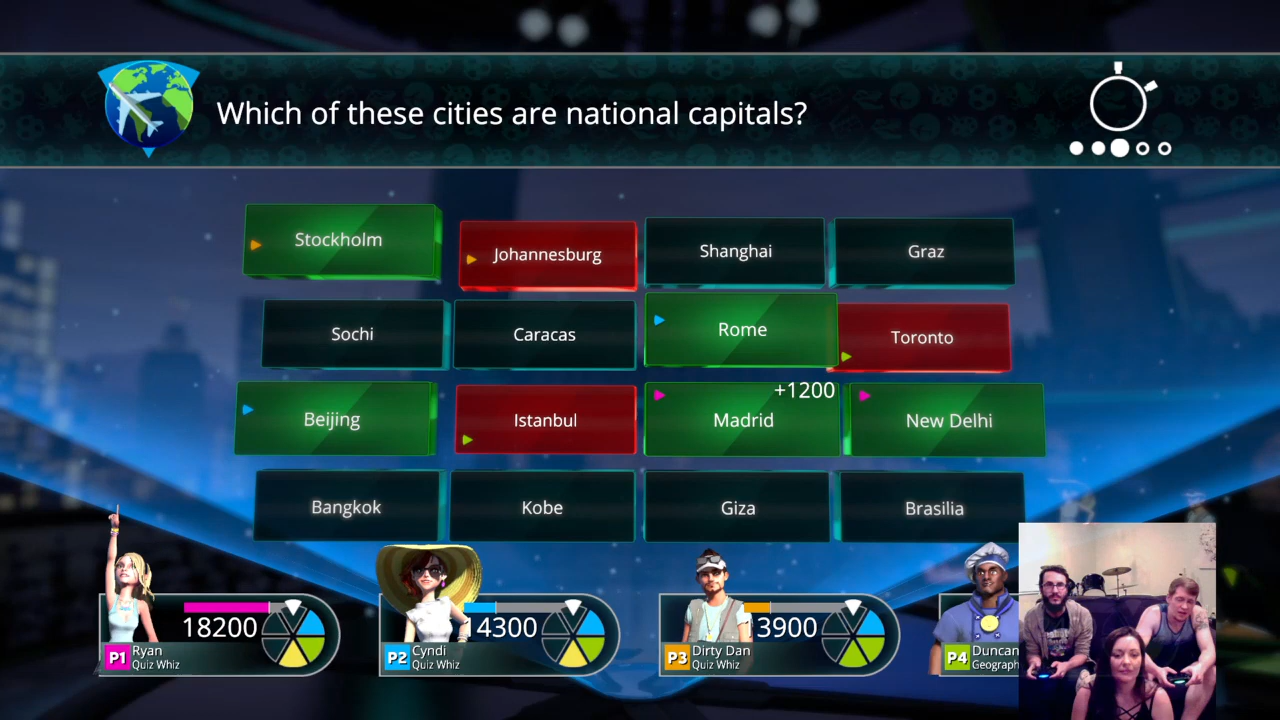 Which of these cities are national capitals?
Stockholm
Johannesburg
Shanghai
Graz
Sochi
Caracas
Rome
Toronto
+1200
Beijing
Istanbul
Madrid
New Delhi
Bangkok
Kobe
Giza
Brasilia
18200
P1 Ryan
Quiz Whiz
14300
P2 Cyndi
Quiz Whiz
3900
P3 Dirty Dan
Quiz Whiz
P4 Duncan
Geograph